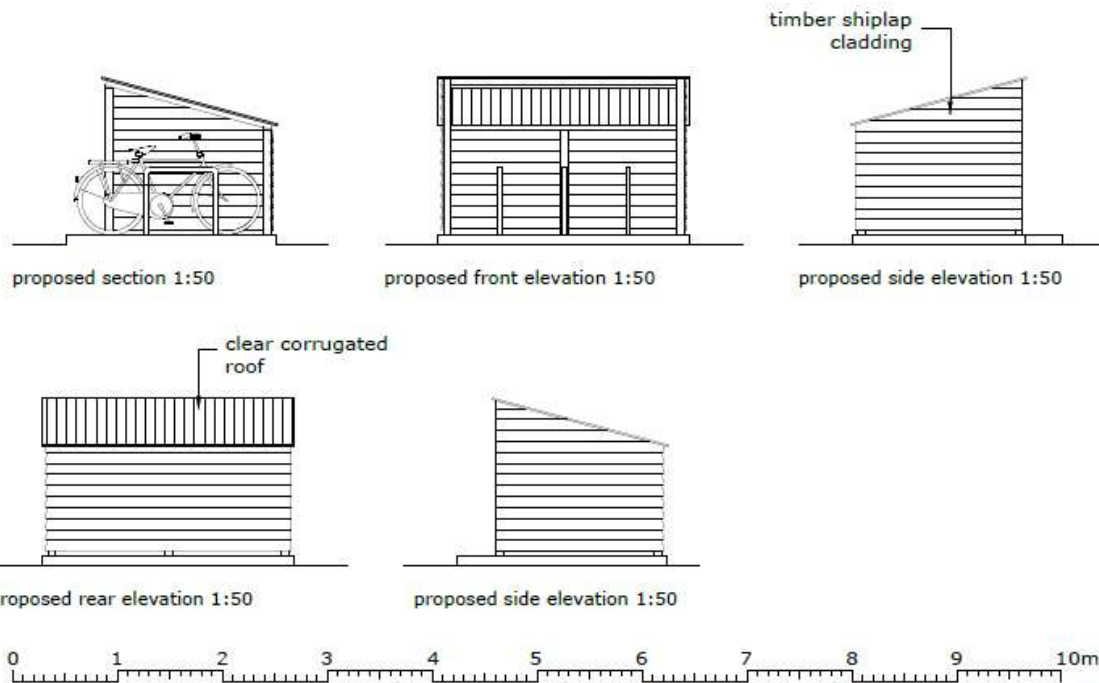 timber shiplap
cladding
proposed section 1:50
proposed front elevation 1:50
proposed side elevation 1:50
clear corrugated
roof
roposed rear elevation 1:50
proposed side elevation 1:50
0 1 2 3 4 5 6 7 8 9 10m